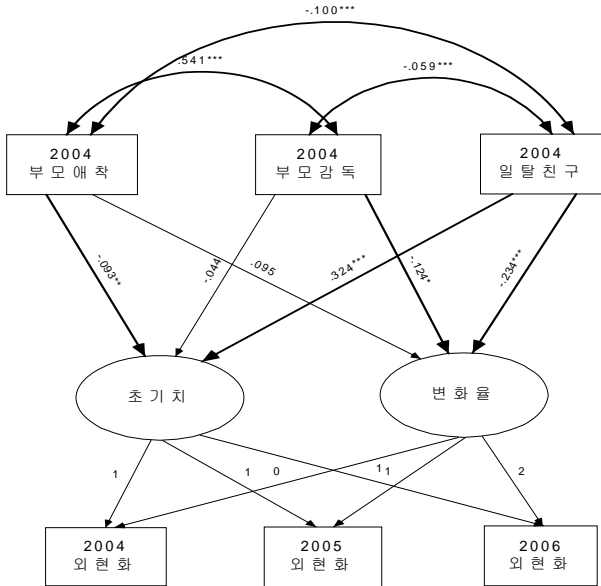 -.100***
.541***
-.059***
2004
부모애착
2004
부모감독
2004
일탈친구
-.093**
-.044
.095
.324***
-.124*
-.234***
초기치
변화율
1
1
0
1
1
2
2004
외현화
2005
외현화
2006
외현화